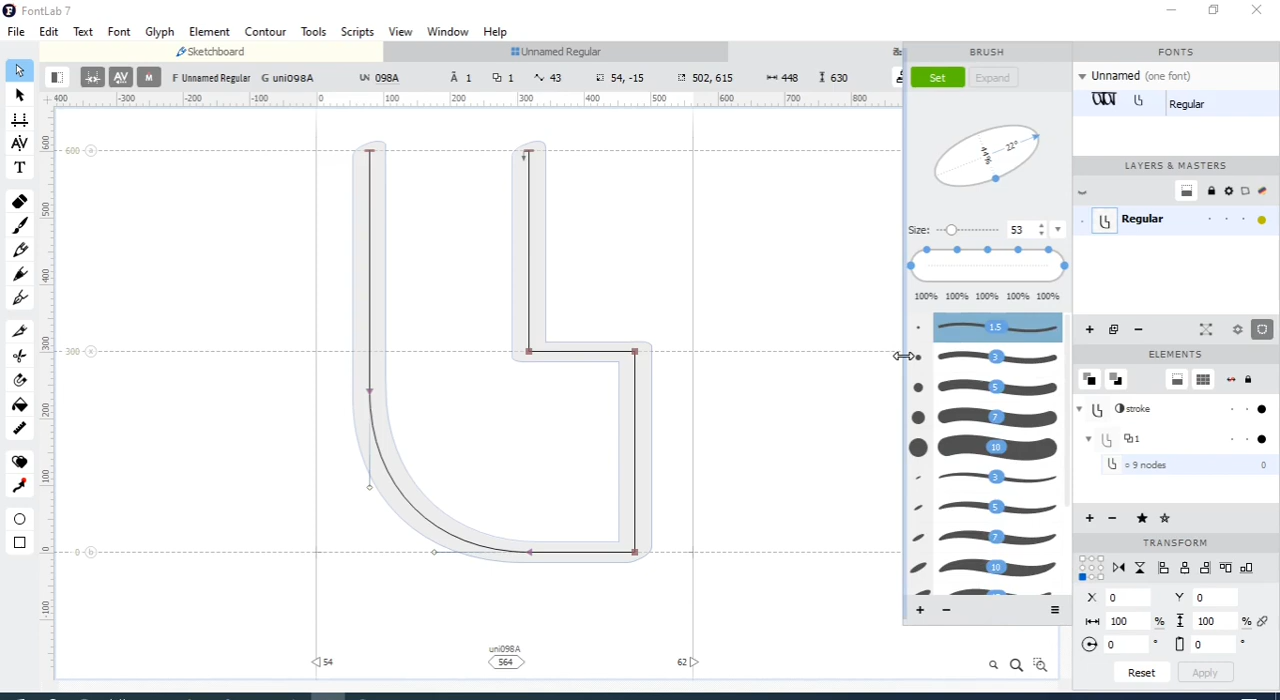 FontLab 7
File Edit Text Font Glyph Element Contour Tools Scripts View Window Help
Sketchboard Unnamed Regular BRUSH FONTS
F Unnamed Regular G uni098A UN 098A 1 1 43 54, -15 502, 615 448 630 Set Expand Unnamed (one font)
400 -300 -200 -100 0 100 200 300 400 500 600 700 800 Regular
600 a
44% 22°
LAYERS & MASTERS
Regular
Size: 53
100% 100% 100% 100% 100%
300 x
1.5
3
5
7
10
3
5
7
10
600 500 400 300 200 100 0 -100
ELEMENTS
stroke
1
9 nodes 0
0 b
TRANSFORM
X 0 Y 0
100 % 100 %
0 ° 0 °
Reset Apply
uni098A
54 564 62